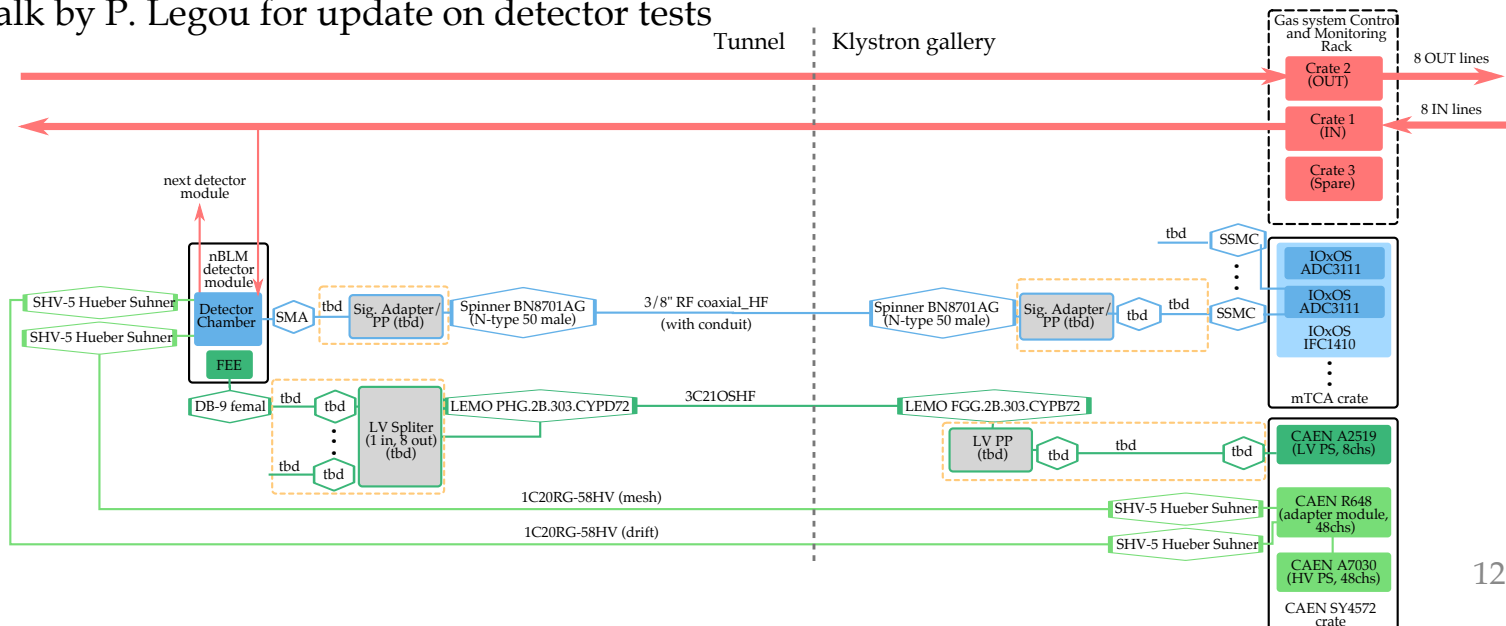 alk by P. Legou for update on detector tests
Tunnel
Klystron gallery
Gas system Control
and Monitoring
Rack
Crate 2
(OUT)
8 OUT lines
Crate 1
(IN)
8 IN lines
Crate 3
(Spare)
next detector
module
nBLM
detector
module
SHV-5 Hueber Suhner
SHV-5 Hueber Suhner
Detector
Chamber
FEE
SMA
tbd
Sig. Adapter/
PP (tbd)
Spinner BN8701AG
(N-type 50 male)
3/8" RF coaxial_HF
(with conduit)
Spinner BN8701AG
(N-type 50 male)
Sig. Adapter/
PP (tbd)
tbd
tbd
SSMC
tbd
SSMC
IOxOS
ADC3111
IOxOS
ADC3111
IOxOS
IFC1410
mTCA crate
DB-9 femal
tbd
tbd
tbd
tbd
LV Spliter
(1 in, 8 out)
(tbd)
LEMO PHG.2B.303.CYPD72
3C21OSHF
LEMO FGG.2B.303.CYPB72
LV PP
(tbd)
tbd
tbd
tbd
CAEN A2519
(LV PS, 8chs)
1C20RG-58HV (mesh)
SHV-5 Hueber Suhner
CAEN R648
(adapter module,
48chs)
1C20RG-58HV (drift)
SHV-5 Hueber Suhner
CAEN A7030
(HV PS, 48chs)
CAEN SY4572
crate
12